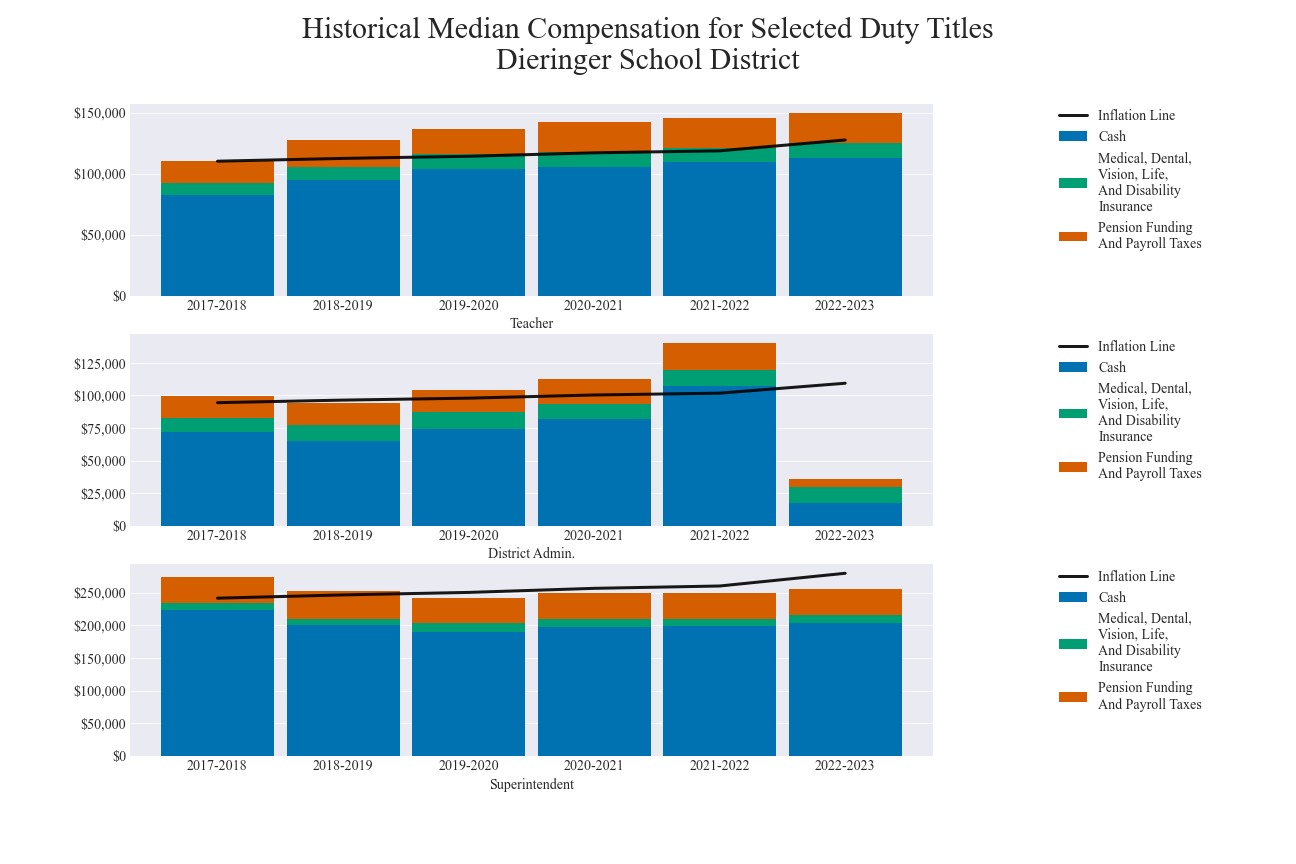 Historical Median Compensation for Selected Duty Titles
Dieringer School District
$150,000
$100,000
$50,000
$0
2017-2018 2018-2019 2019-2020 2020-2021 2021-2022 2022-2023
Teacher
Inflation Line
Cash
Medical, Dental,
Vision, Life,
And Disability
Insurance
Pension Funding
And Payroll Taxes
$125,000
$100,000
$75,000
$50,000
$25,000
$0
2017-2018 2018-2019 2019-2020 2020-2021 2021-2022 2022-2023
District Admin.
Inflation Line
Cash
Medical, Dental,
Vision, Life,
And Disability
Insurance
Pension Funding
And Payroll Taxes
$250,000
$200,000
$150,000
$100,000
$50,000
$0
2017-2018 2018-2019 2019-2020 2020-2021 2021-2022 2022-2023
Superintendent
Inflation Line
Cash
Medical, Dental,
Vision, Life,
And Disability
Insurance
Pension Funding
And Payroll Taxes